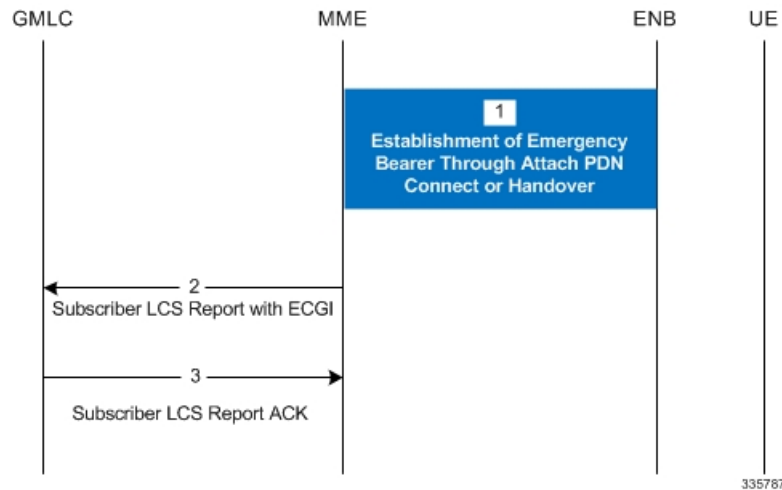 GMLC
MME
ENB
UE
1
Establishment of Emergency
Bearer Through Attach PDN
Connect or Handover
2
Subscriber LCS Report with ECGI
3
Subscriber LCS Report ACK
335787